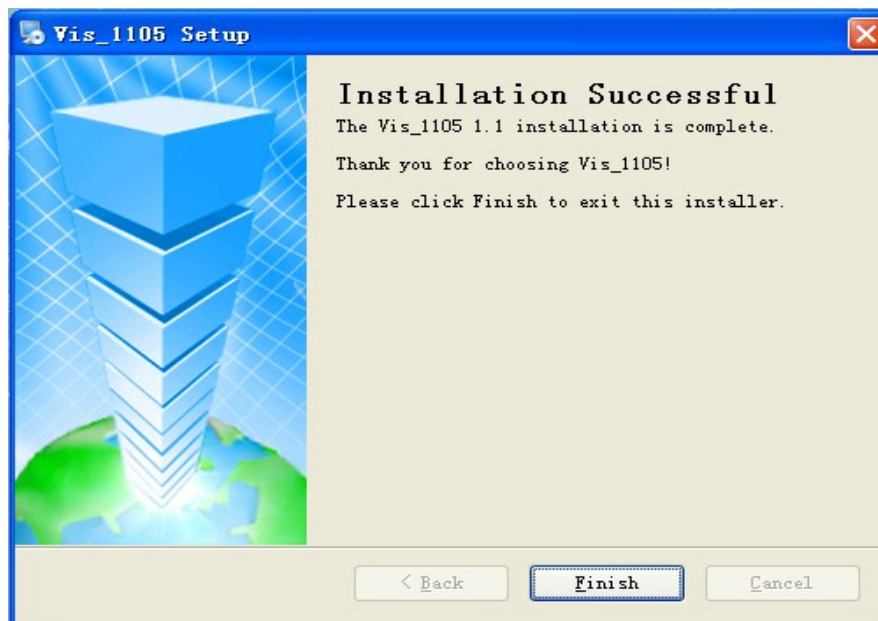 Vis_1105 Setup
Installation Successful
The Vis_1105 1.1 installation is complete.
Thank you for choosing Vis_1105!
Please click Finish to exit this installer.
< Back
Finish
Cancel